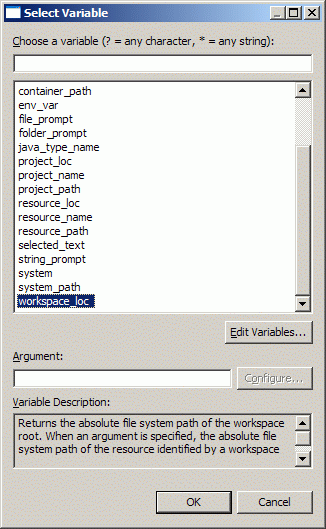 Select Variable
Choose a variable (? = any character, * = any string):
container_path
env_var
file_prompt
folder_prompt
java_type_name
project_loc
project_name
project_path
resource_loc
resource_name
resource_path
selected_text
string_prompt
system
system_path
workspace_loc
Edit Variables...
Argument:
Configure...
Variable Description:
Returns the absolute file system path of the workspace
root. When an argument is specified, the absolute file
system path of the resource identified by a workspace
OK
Cancel